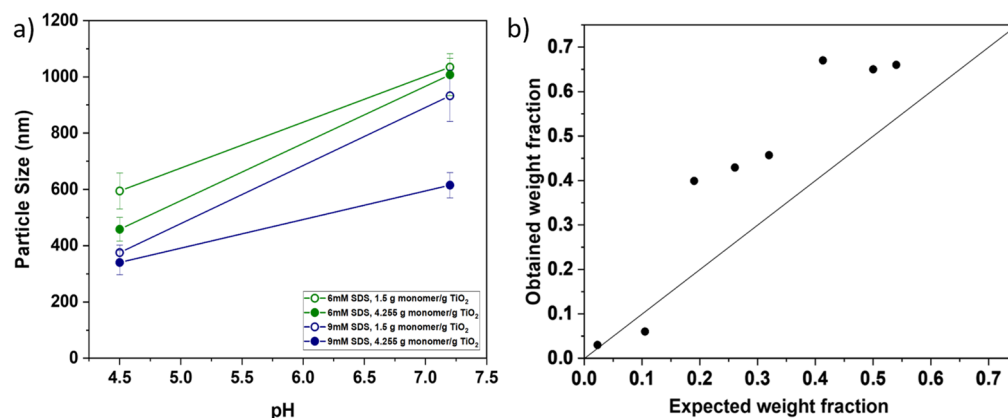 a)
1200
1000
800
600
400
200
0
Particle Size (nm)
4.5 5.0 5.5 6.0 6.5 7.0 7.5
pH
6mM SDS, 1.5 g monomer/g TiO₂
6mM SDS, 4.255 g monomer/g TiO₂
9mM SDS, 1.5 g monomer/g TiO₂
9mM SDS, 4.255 g monomer/g TiO₂
b)
0.7
0.6
0.5
0.4
0.3
0.2
0.1
0.0
Obtained weight fraction
0.0 0.1 0.2 0.3 0.4 0.5 0.6 0.7
Expected weight fraction